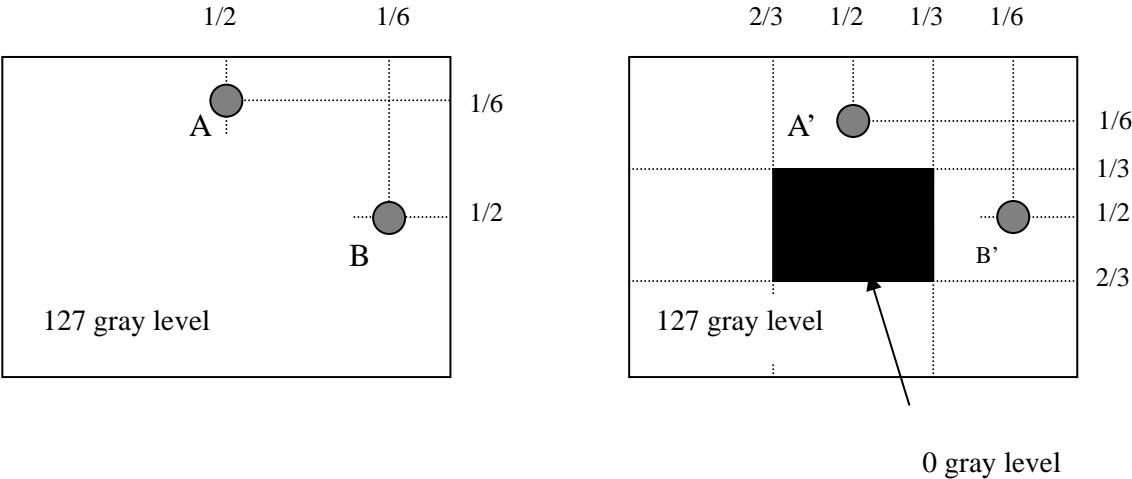 1/2 1/6
1/6
A
1/2
B
127 gray level
2/3 1/2 1/3 1/6
A’
1/6
1/3
1/2
B’
2/3
127 gray level
0 gray level